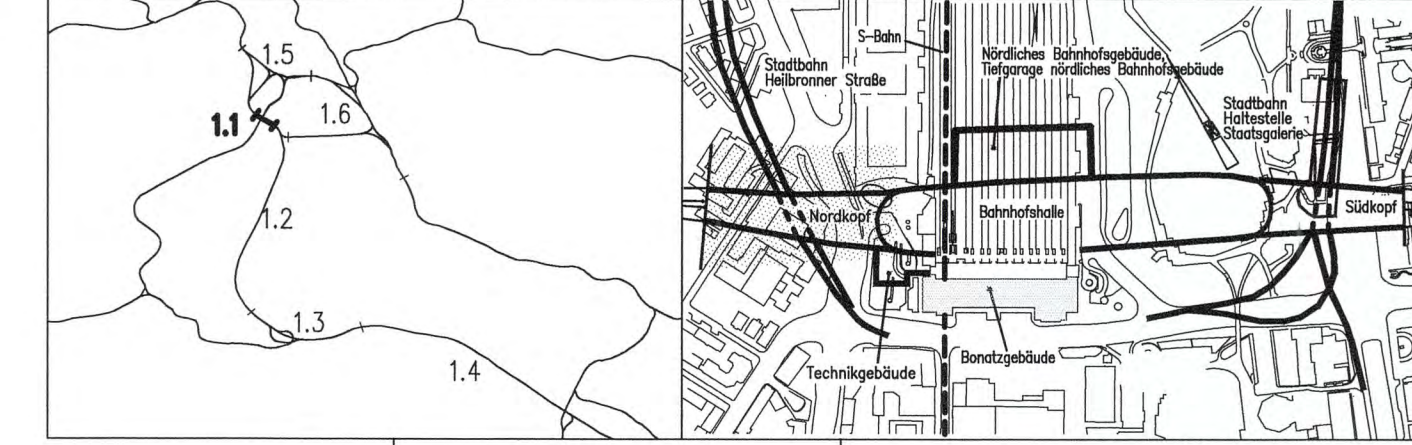 1.5
1.6
1.1
1.2
1.3
1.4
S-Bahn
Nördliches Bahnhofsgebäude,
Tiefgarage nördliches Bahnhofsgebäude
Stadtbahn
Heilbronner Straße
Stadtbahn
Haltestelle
Staatsgalerie
Nordkopf
Bahnhofshalle
Südkopf
Technikgebäude
Bonatzgebäude